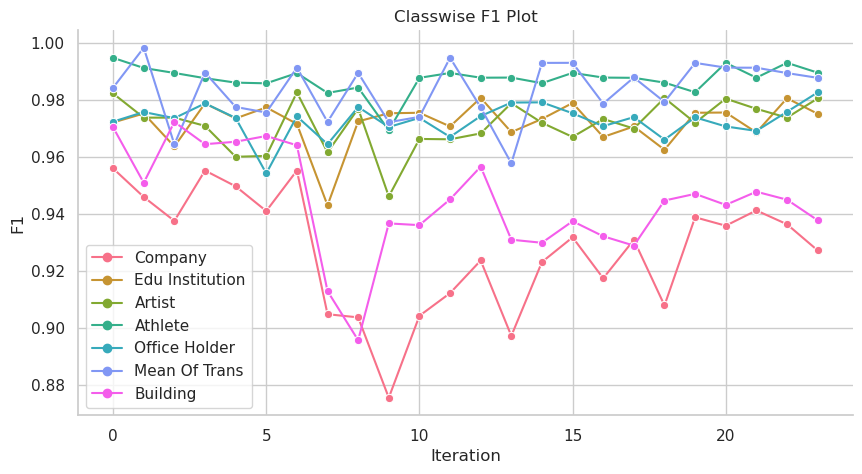 Classwise F1 Plot
1.00
0.98
0.96
0.94
0.92
0.90
0.88
F1
Company
Edu Institution
Artist
Athlete
Office Holder
Mean Of Trans
Building
0 5 10 15 20
Iteration